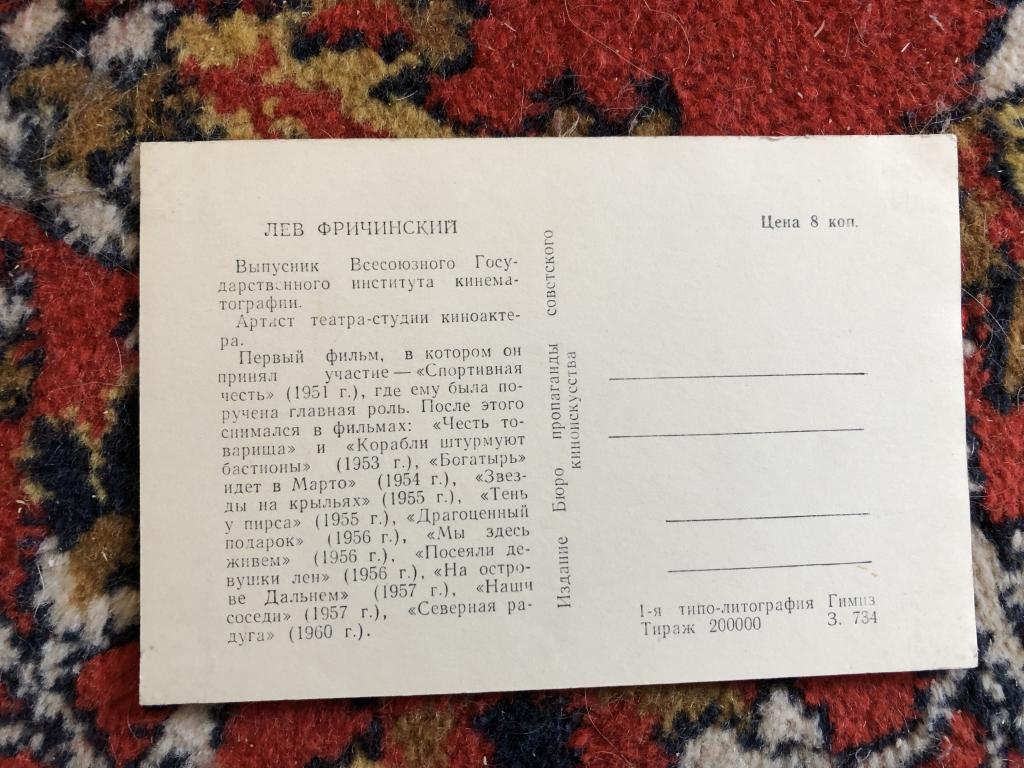 ЛЕВ ФРИЧИНСКИЙ
Выпусник Всесоюзного Госу-
дарственного института кинема-
тографии.
Артист театра-студии киноакте-
ра.
Первый фильм, в котором он
принял участие — «Спортивная
честь» (1951 г.), где ему была по-
ручена главная роль. После этого
снимался в фильмах: «Честь то-
вариша» и «Корабли штурмуют
бастионы» (1953 г.), «Богатырь»
идет в Марто» (1954 г.), «Звез-
ды на крыльях» (1955 г.), «Тень
у пирса» (1955 г.), «Драгоценный
подарок» (1956 г.), «Мы здесь
живем» (1956 г.), «Посеяли де-
вушки лен» (1956 г.), «На остро-
ве Дальнем» (1957 г.), «Наши
соседи» (1957 г.), «Северная ра-
дуга» (1960 г.).
Издание Бюро пропаганды советского
киноискусства
Цена 8 коп.
1-я типо-литография Гимиз
Тираж 200000 З. 734